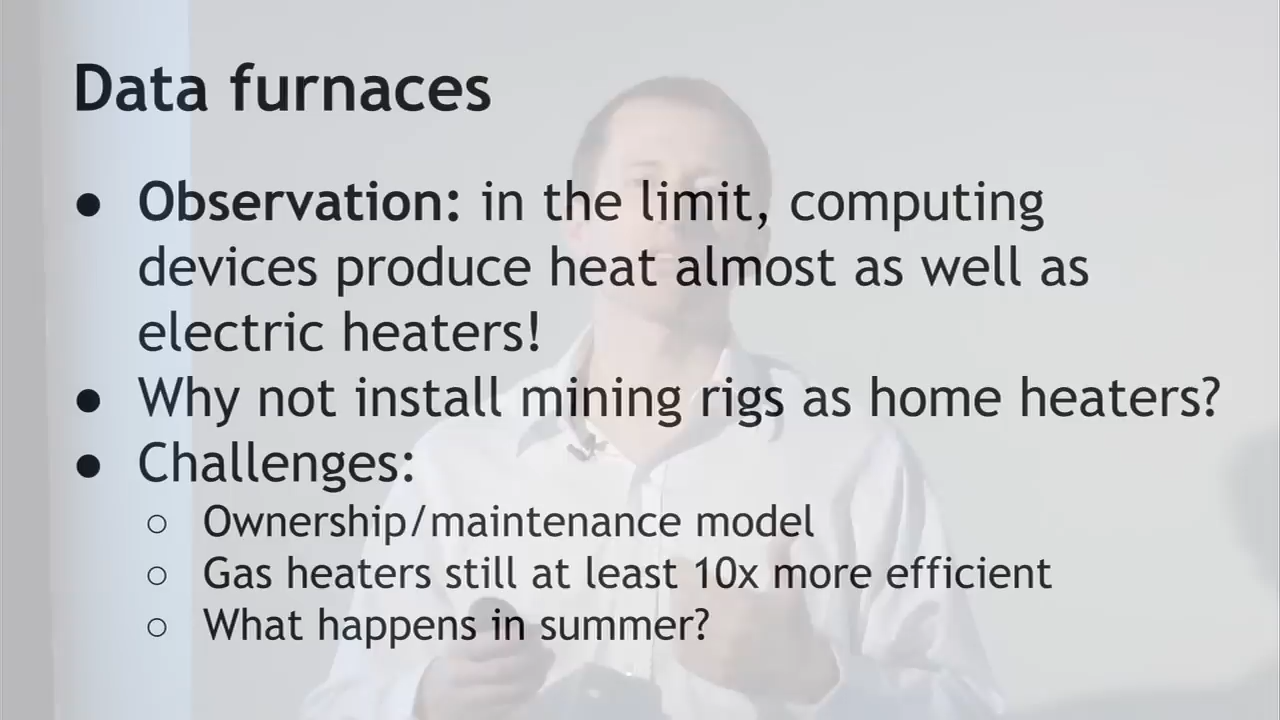 Data furnaces
● Observation: in the limit, computing
devices produce heat almost as well as
electric heaters!
● Why not install mining rigs as home heaters?
● Challenges:
○ Ownership/maintenance model
○ Gas heaters still at least 10x more efficient
○ What happens in summer?